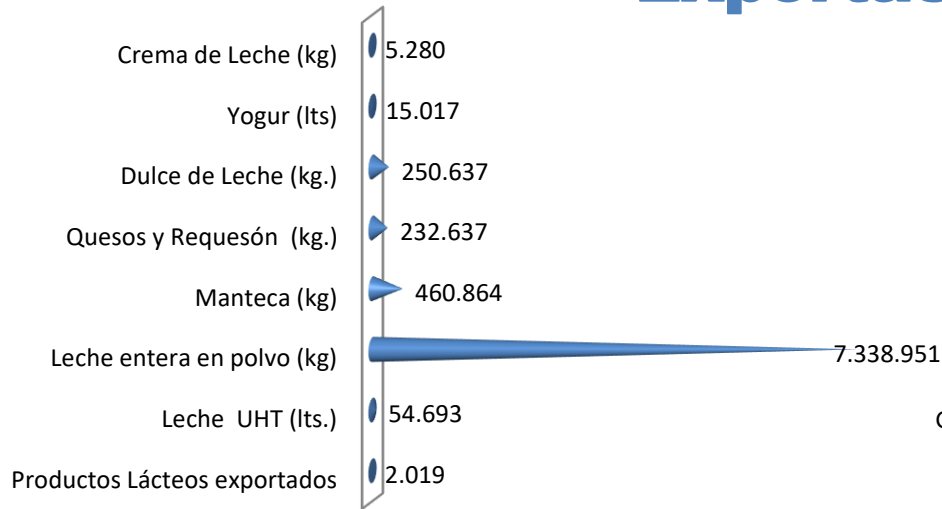 Crema de Leche (kg) 5.280
Yogur (lts) 15.017
Dulce de Leche (kg.) 250.637
Quesos y Requesón (kg.) 232.637
Manteca (kg) 460.864
Leche entera en polvo (kg) 7.338.951
Leche UHT (lts.) 54.693
Productos Lácteos exportados 2.019